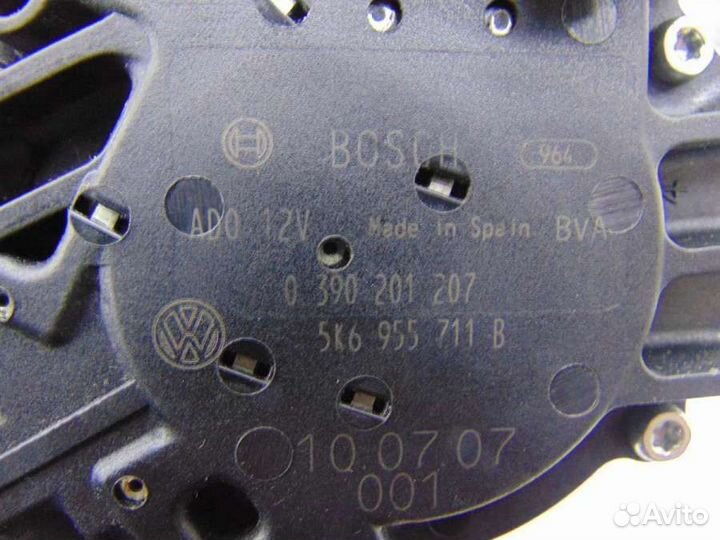 BOSCH 964
AD0 12V Made in Spain BVA
0 390 201 207
5K6 955 711 B
10 07 07
001
Avito